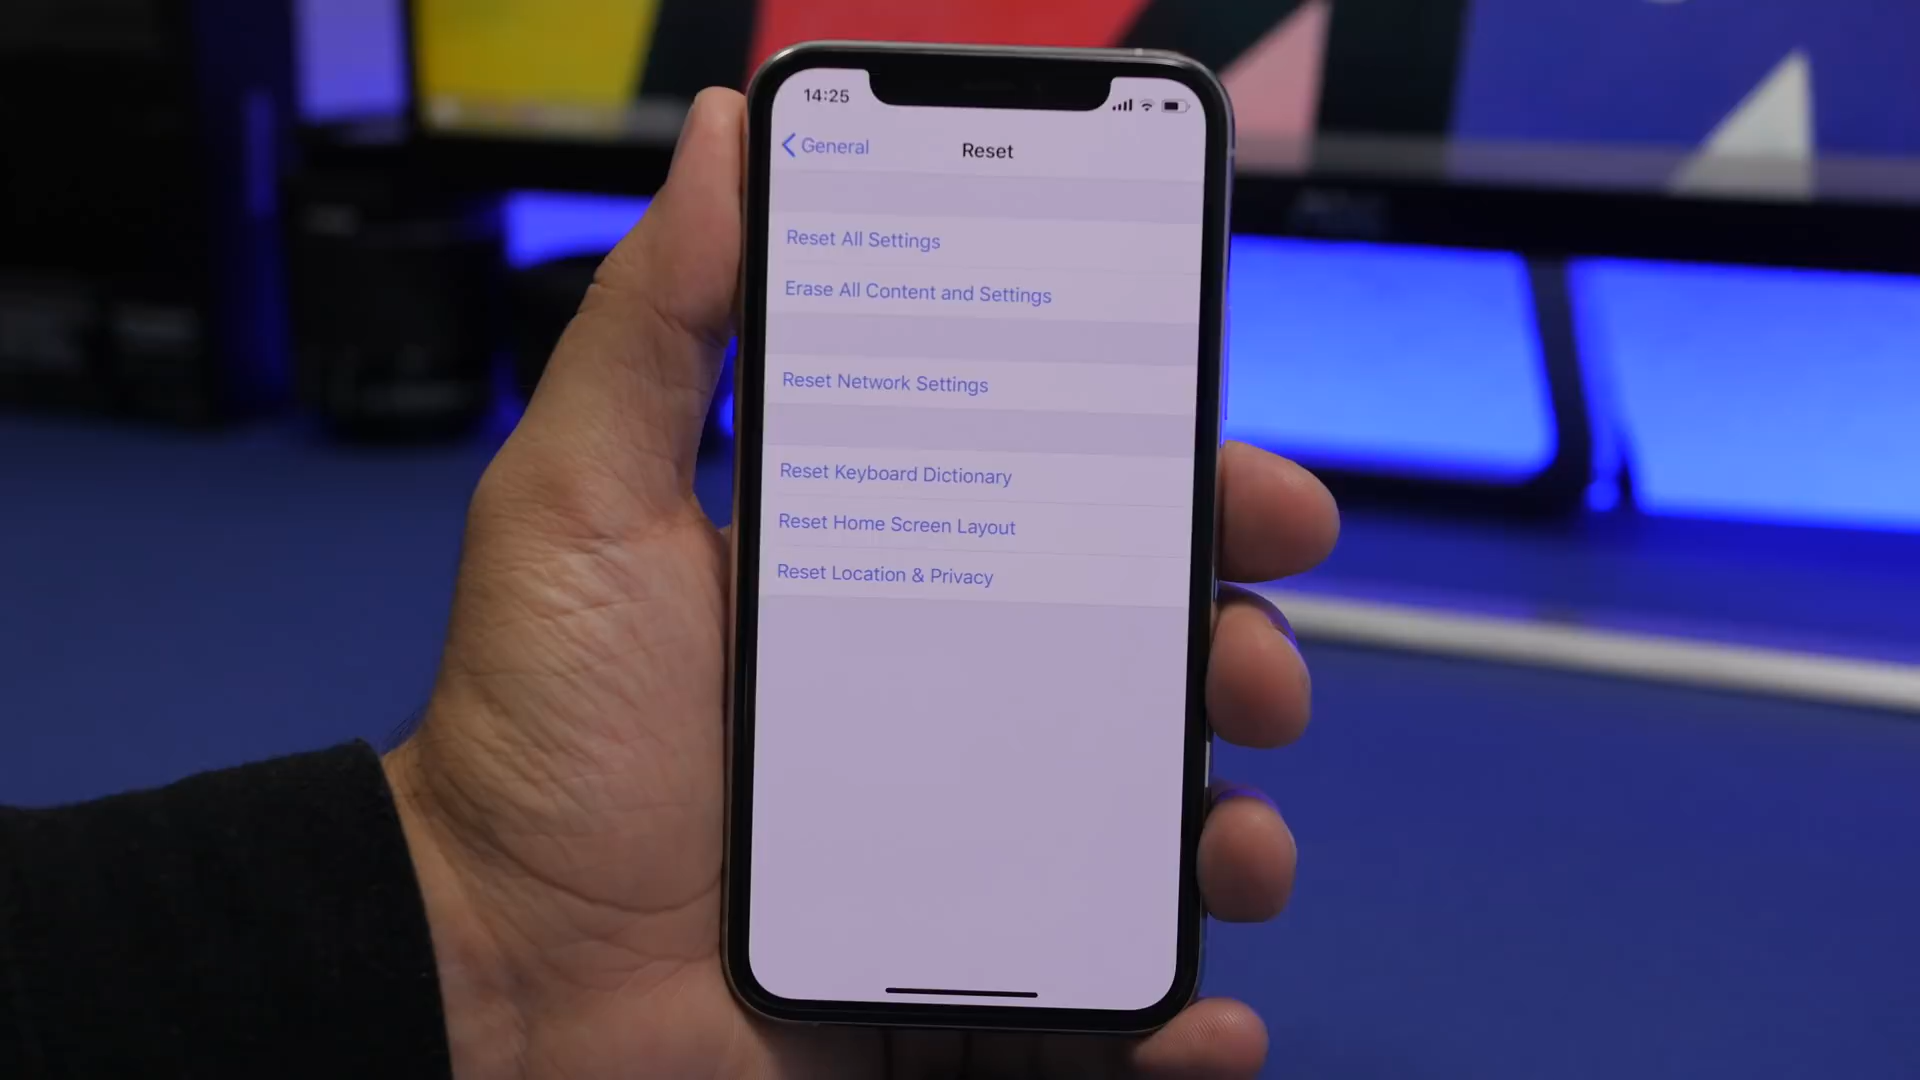 14:25
General
Reset
Reset All Settings
Erase All Content and Settings
Reset Network Settings
Reset Keyboard Dictionary
Reset Home Screen Layout
Reset Location & Privacy